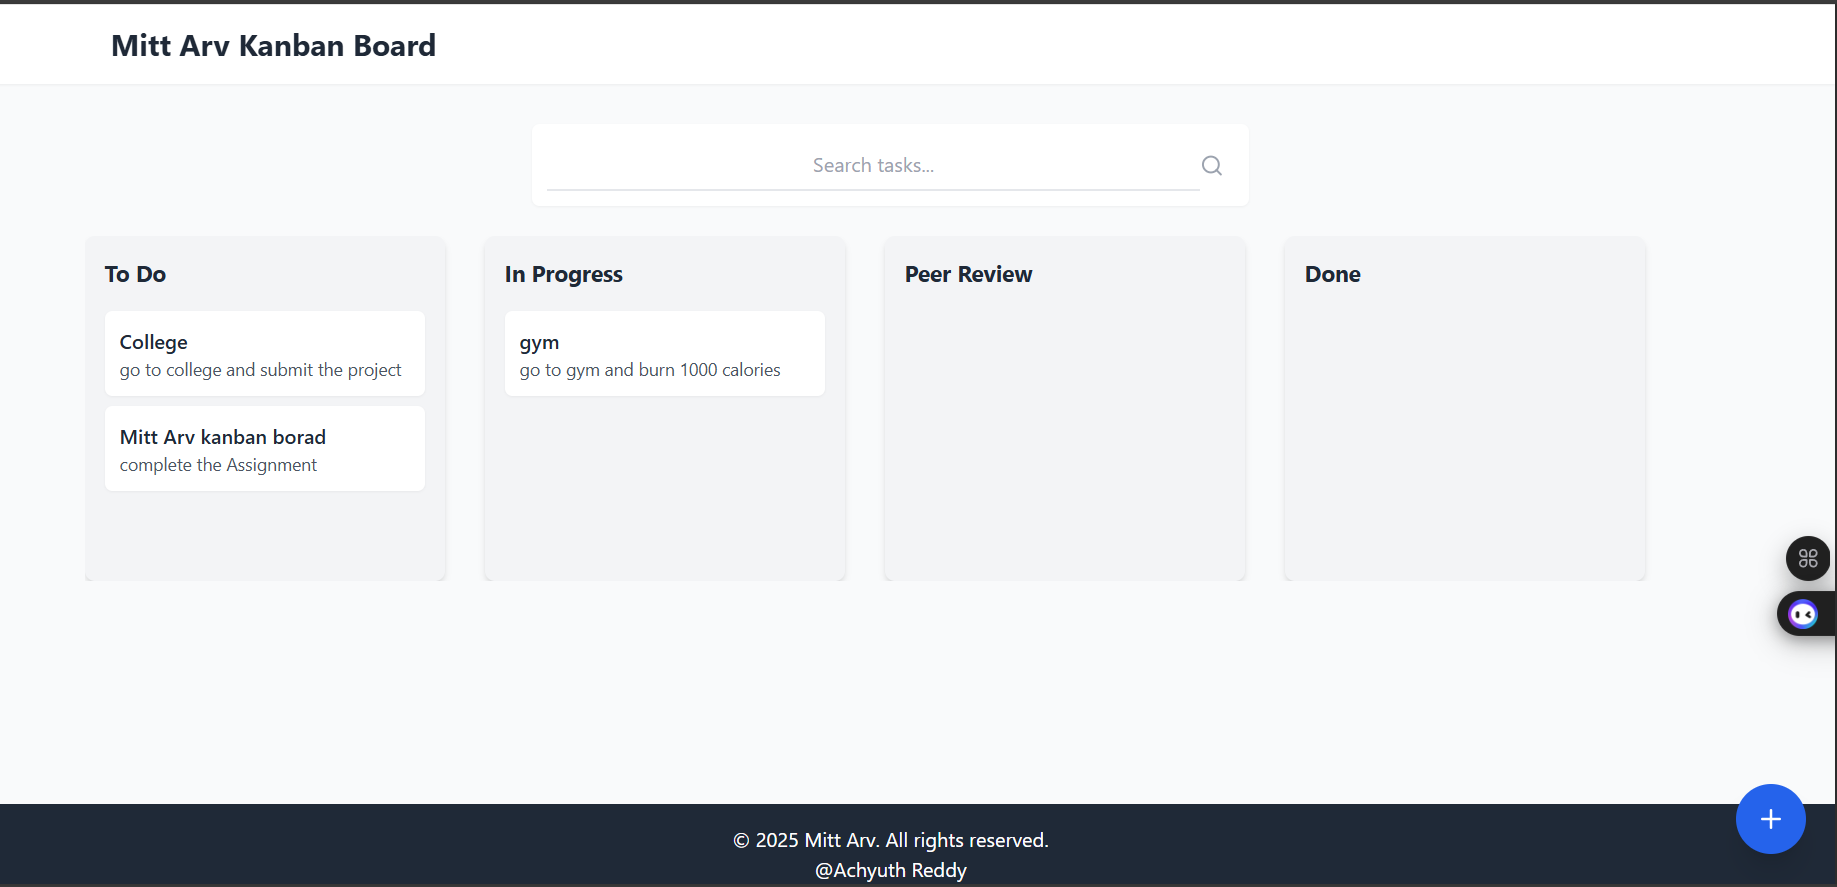 Mitt Arv Kanban Board
Search tasks...
To Do
College
go to college and submit the project
Mitt Arv kanban borad
complete the Assignment
In Progress
gym
go to gym and burn 1000 calories
Peer Review
Done
© 2025 Mitt Arv. All rights reserved.
@Achyuth Reddy